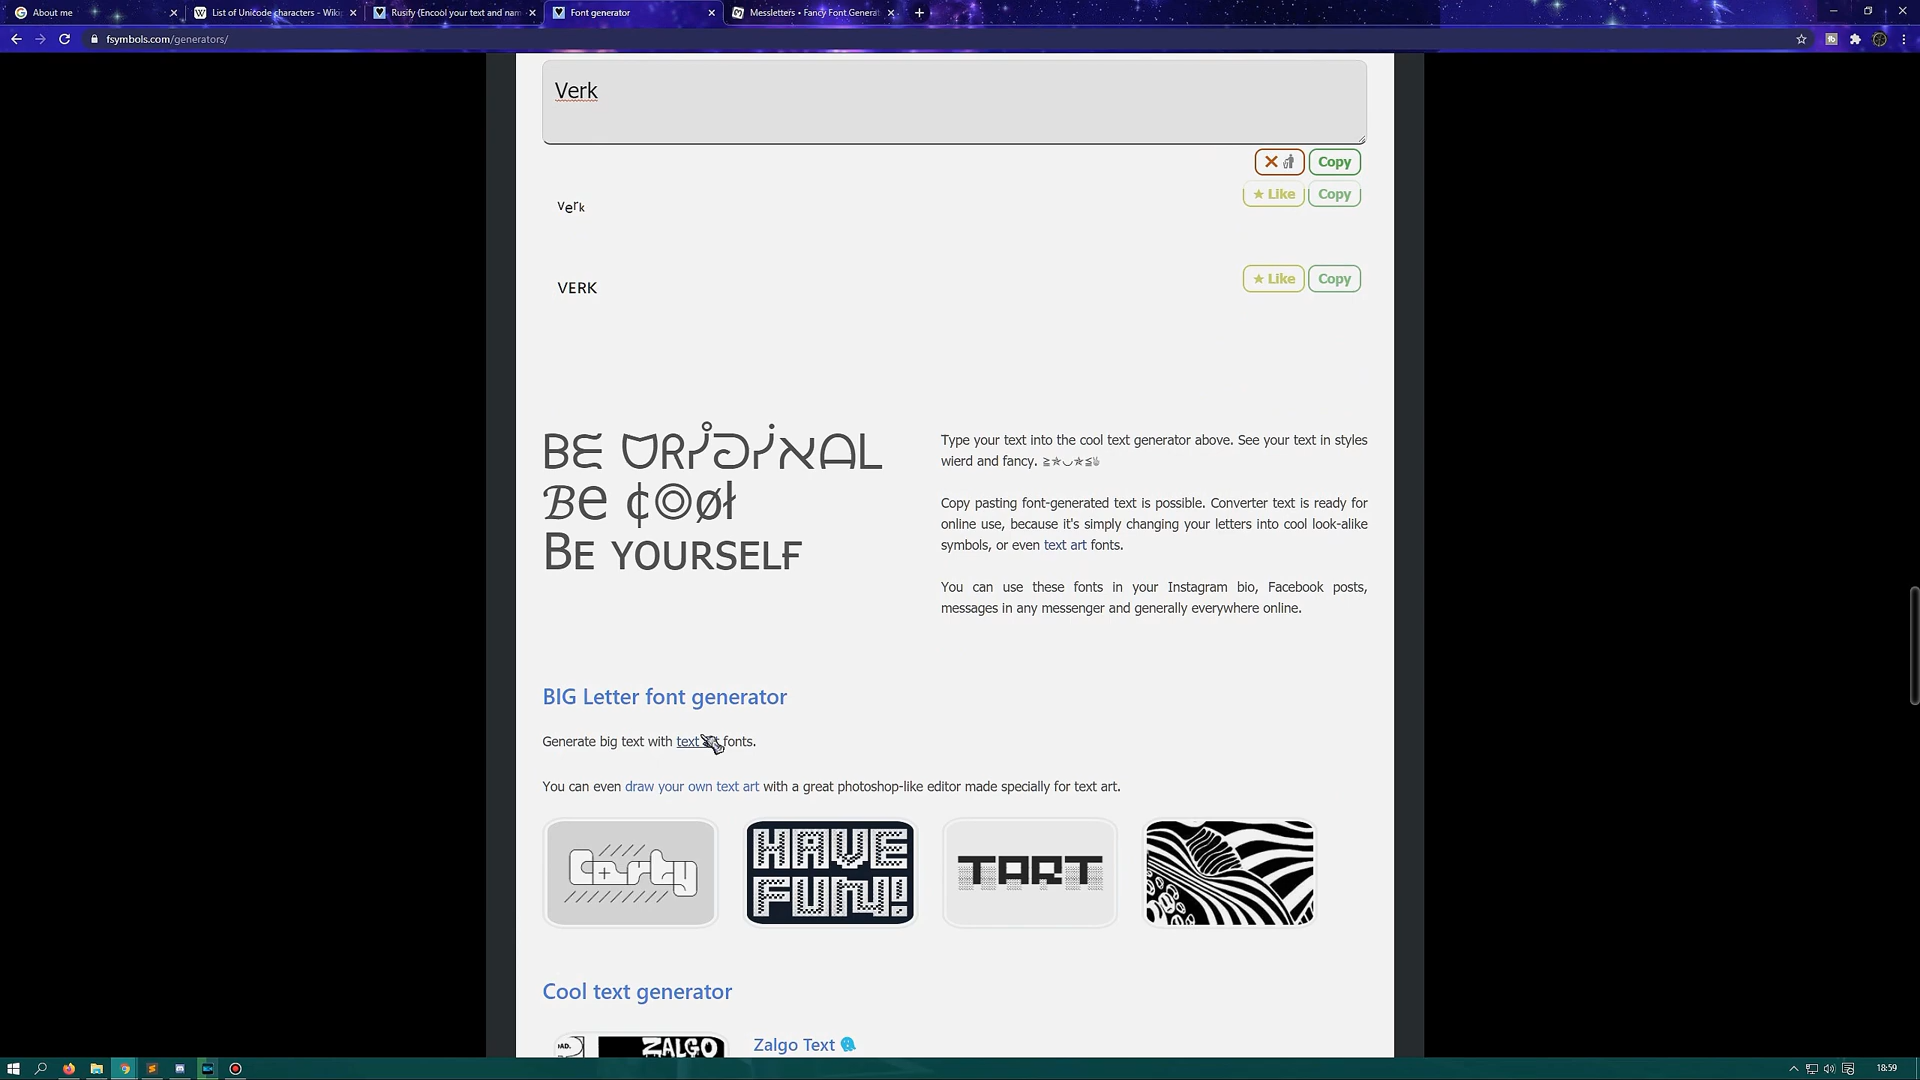 About me
List of Unicode characters - Wiki
Rusify (Encool your text and nam
Font generator
Messletters • Fancy Font Generat
fsymbols.com/generators/
Verk
Copy
★ Like
Copy
Verk
★ Like
Copy
VERK
Be Cool
BE YOURSELF
Type your text into the cool text generator above. See your text in styles
wierd and fancy. ≧✯◡✯≦✌
Copy pasting font-generated text is possible. Converter text is ready for
online use, because it's simply changing your letters into cool look-alike
symbols, or even text art fonts.
You can use these fonts in your Instagram bio, Facebook posts,
messages in any messenger and generally everywhere online.
BIG Letter font generator
Generate big text with text fonts.
You can even draw your own text art with a great photoshop-like editor made specially for text art.
Carty
HAVE
FUN!
TART
Cool text generator
ZALGO
Zalgo Text
18:59